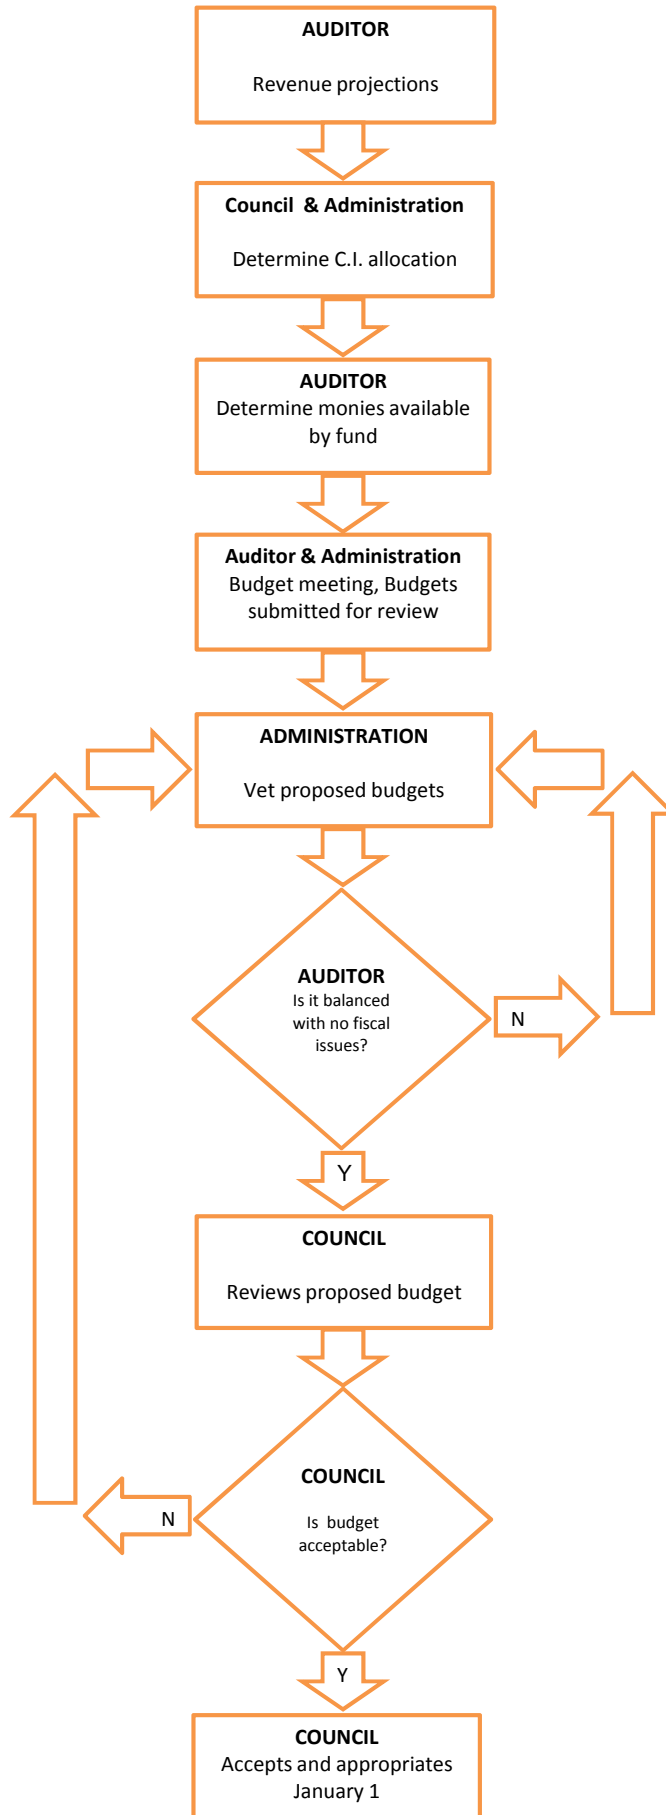 AUDITOR
Revenue projections
Council & Administration
Determine C.I. allocation
AUDITOR
Determine monies available
by fund
Auditor & Administration
Budget meeting, Budgets
submitted for review
ADMINISTRATION
Vet proposed budgets
AUDITOR
Is it balanced
with no fiscal
issues?
N
Y
COUNCIL
Reviews proposed budget
COUNCIL
Is budget
acceptable?
N
Y
COUNCIL
Accepts and appropriates
January 1